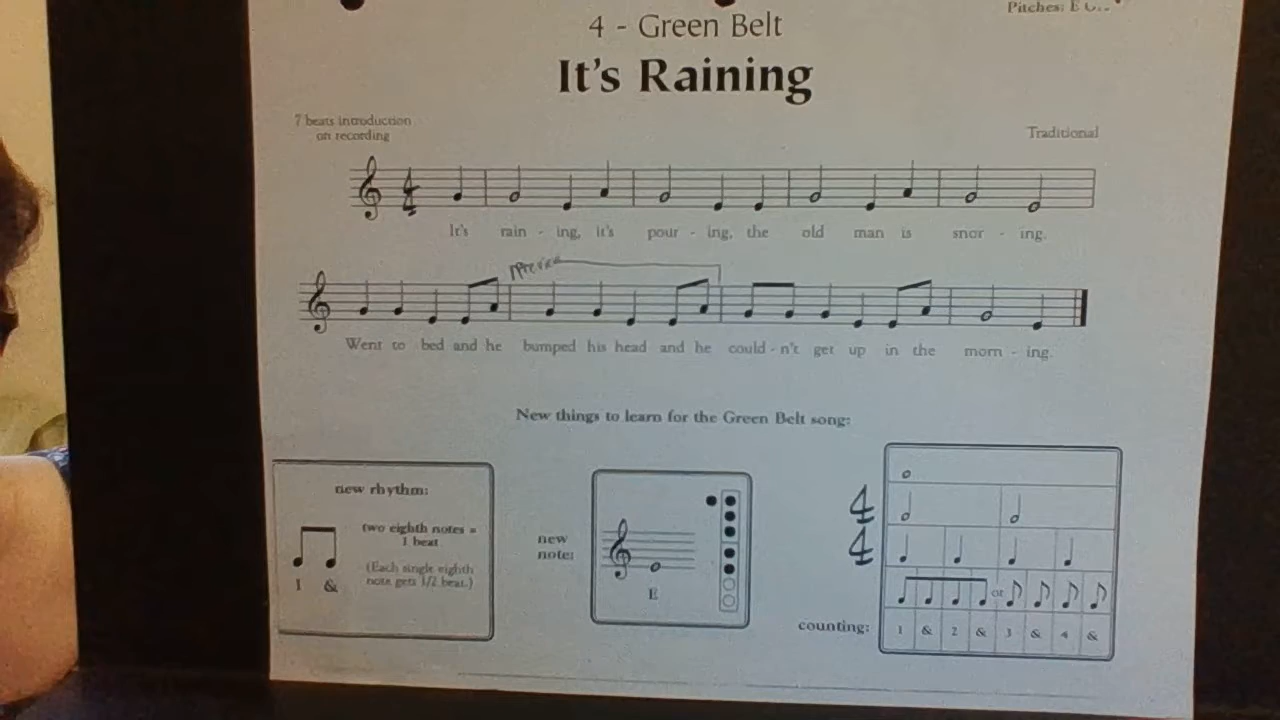 Pitches: E
4 - Green Belt
It's Raining
7 beats introduction
on recording
Traditional
It's rain - ing, it's pour - ing, the old man is snor - ing.
Went to bed and he bumped his head and he could - n't get up in the morn - ing.
New things to learn for the Green Belt song:
new rhythm:
two eighth notes =
1 beat
(Each single eighth
note gets 1/2 beat.)
1 &
new
note:
E
4
4
or
counting: 1 & 2 & 3 & 4 &